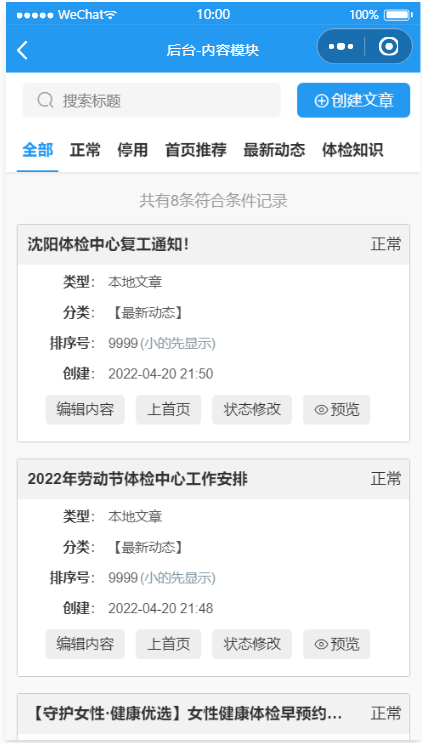 WeChat 10:00 100%
后台-内容模块
搜索标题 创建文章
全部 正常 停用 首页推荐 最新动态 体检知识
共有8条符合条件记录
沈阳体检中心复工通知! 正常
类型: 本地文章
分类: 【最新动态】
排序号: 9999(小的先显示)
创建: 2022-04-20 21:50
编辑内容 上首页 状态修改 预览
2022年劳动节体检中心工作安排 正常
类型: 本地文章
分类: 【最新动态】
排序号: 9999(小的先显示)
创建: 2022-04-20 21:48
编辑内容 上首页 状态修改 预览
【守护女性·健康优选】女性健康体检早预约... 正常